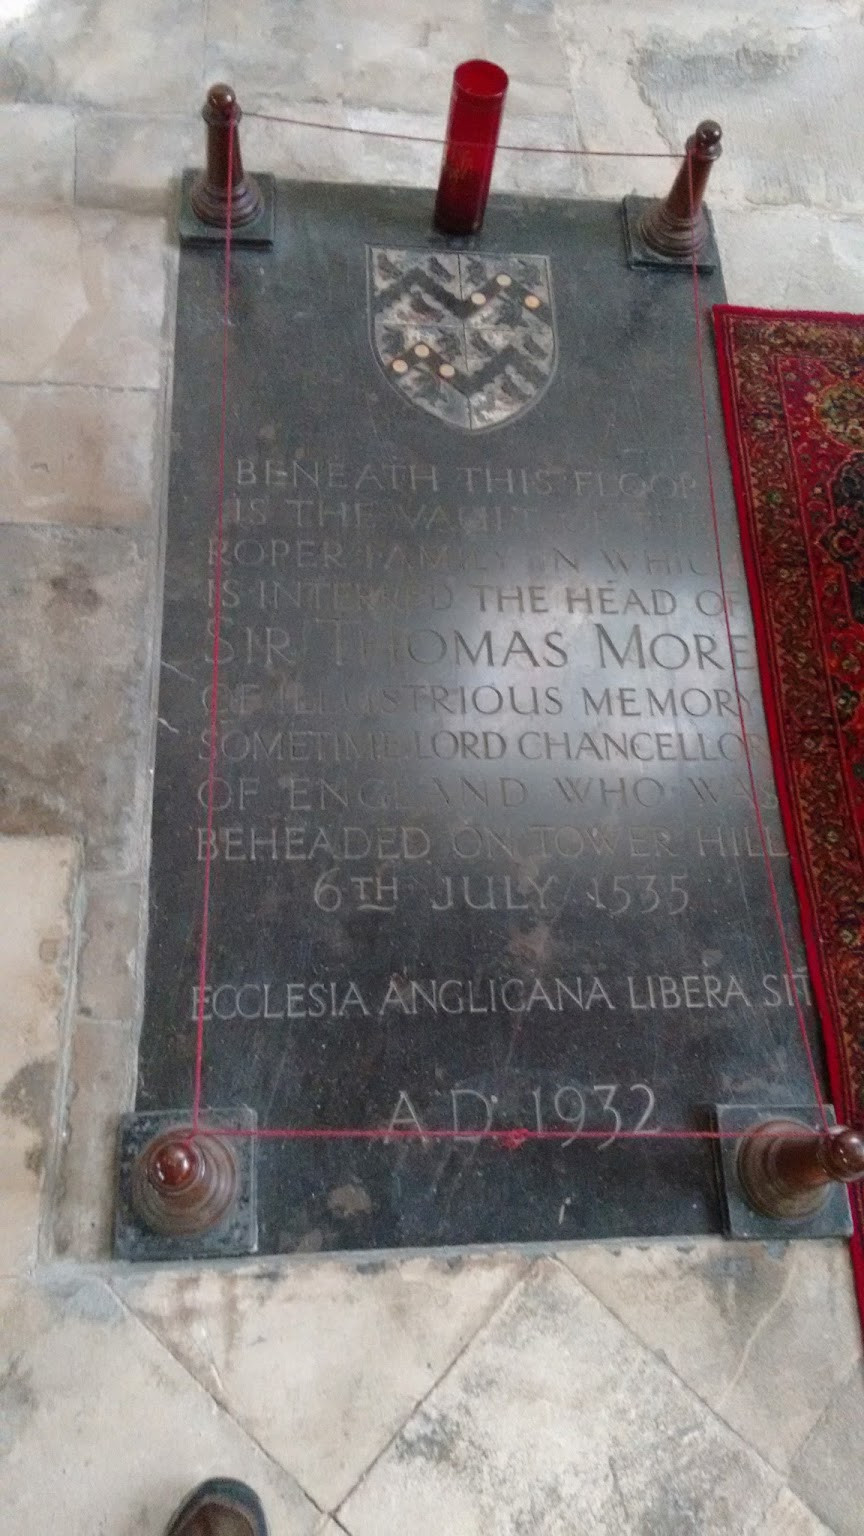 BENEATH THIS FLOOR
IS THE VAULT OF THE
ROPER FAMILY IN WHICH
IS INTERRED THE HEAD OF
SIR THOMAS MORE
OF ILLUSTRIOUS MEMORY
SOMETIME LORD CHANCELLOR
OF ENGLAND WHO WAS
BEHEADED ON TOWER HILL
6TH JULY 1535
ECCLESIA ANGLICANA LIBERA SIT
A.D. 1932